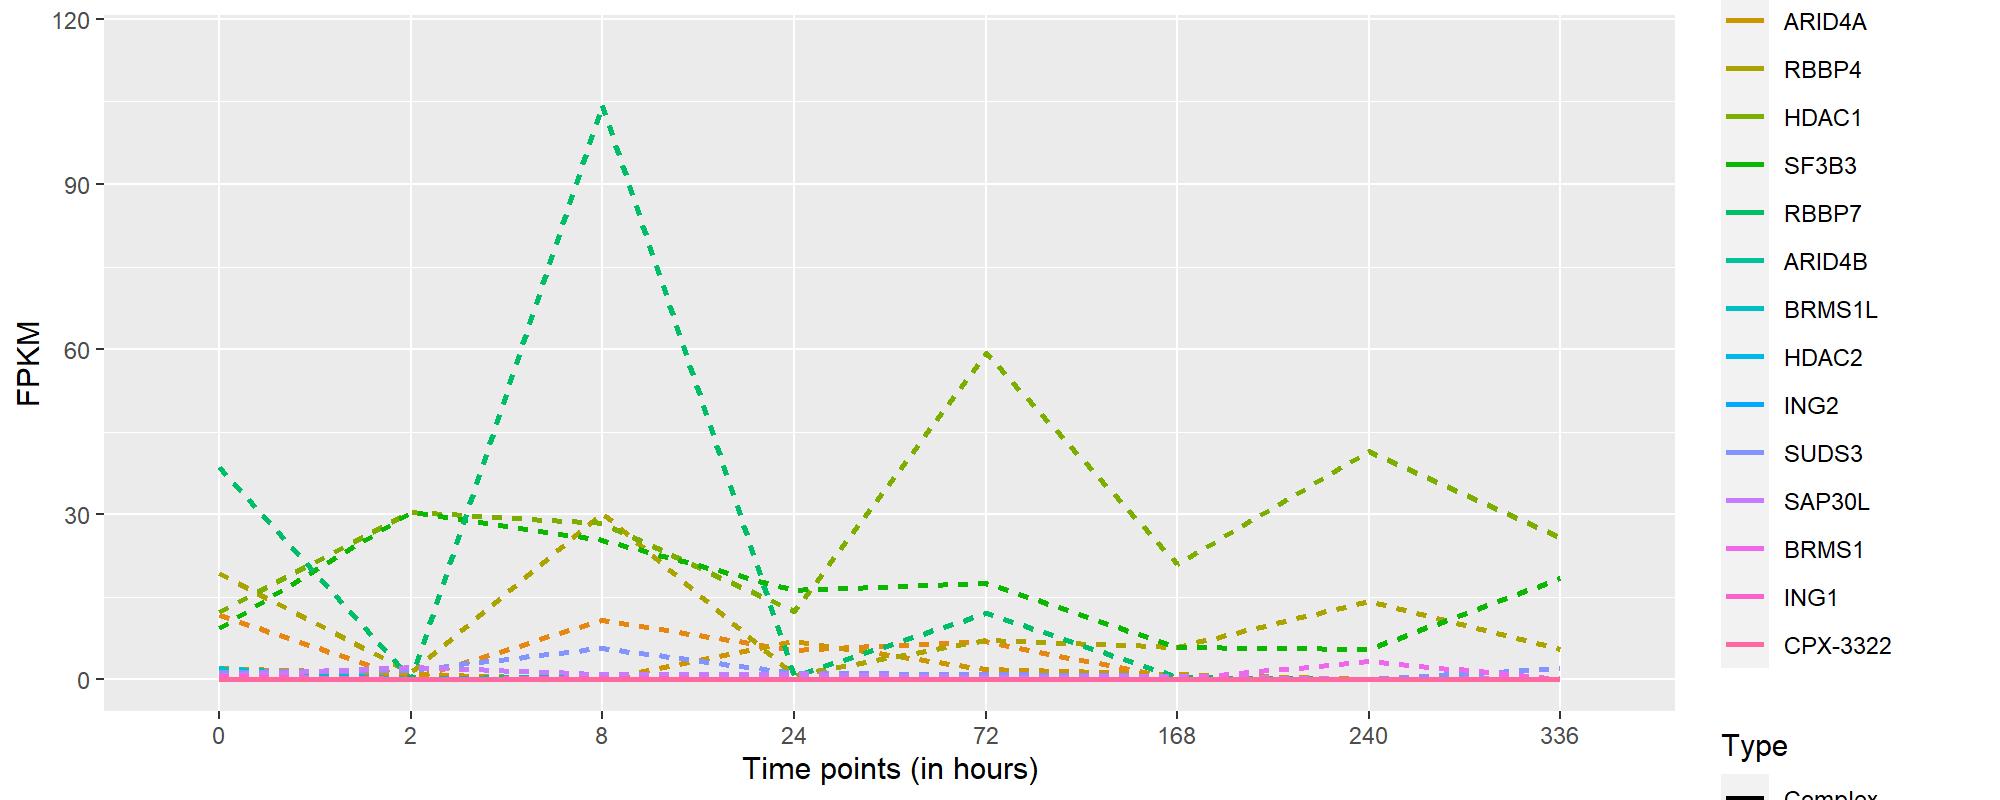 120
90
60
30
0
FPKM
0 2 8 24 72 168 240 336
Time points (in hours)
ARID4A
RBBP4
HDAC1
SF3B3
RBBP7
ARID4B
BRMS1L
HDAC2
ING2
SUDS3
SAP30L
BRMS1
ING1
CPX-3322
Type
Complex